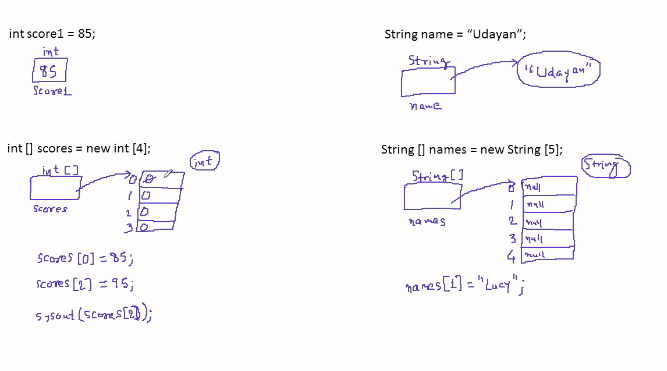 int score1 = 85;
int
85
score1
String name = “Udayan”;
String
"Udayan"
name
int [] scores = new int [4];
int
int []
0 0
1 0
2 0
3 0
scores
scores[0]=85;
scores[2]=95;
sysout(scores[2]);
String [] names = new String [5];
String
String[]
0 null
1 null
2 null
3 null
4 null
names
names[1]="Lucy";